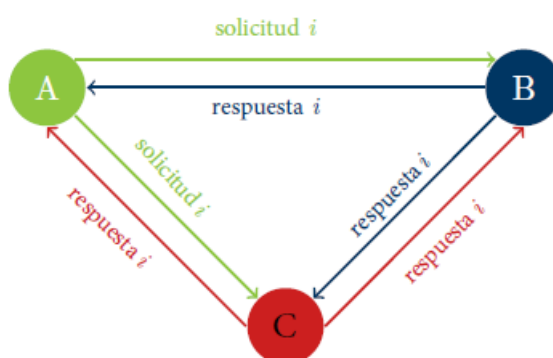 solicitud i
A
B
respuesta i
solicitud i
respuesta i
respuesta i
respuesta i
C